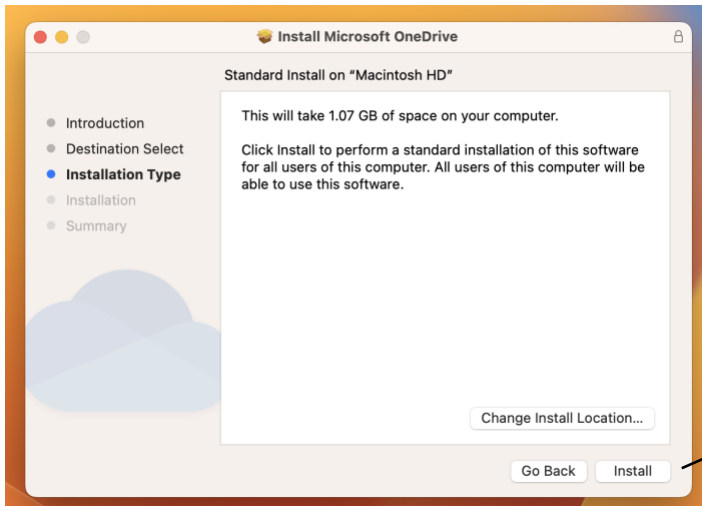 Install Microsoft OneDrive
Standard Install on “Macintosh HD”
Introduction
Destination Select
Installation Type
Installation
Summary
This will take 1.07 GB of space on your computer.
Click Install to perform a standard installation of this software
for all users of this computer. All users of this computer will be
able to use this software.
Change Install Location...
Go Back
Install